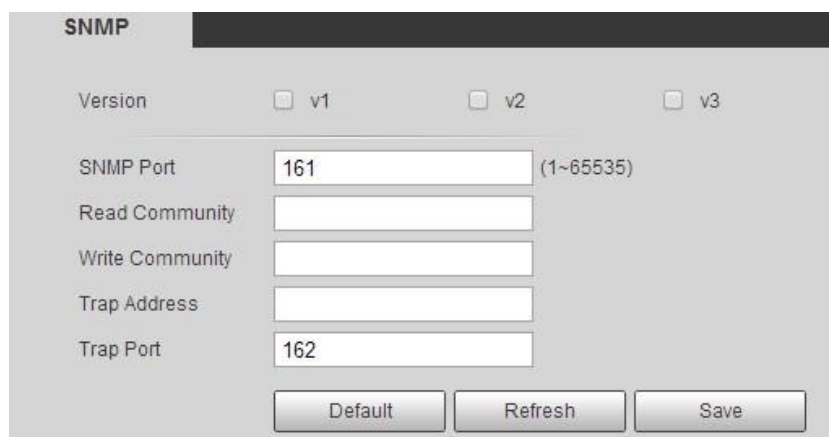 SNMP
Version v1 v2 v3
SNMP Port 161 (1~65535)
Read Community
Write Community
Trap Address
Trap Port 162
Default Refresh Save